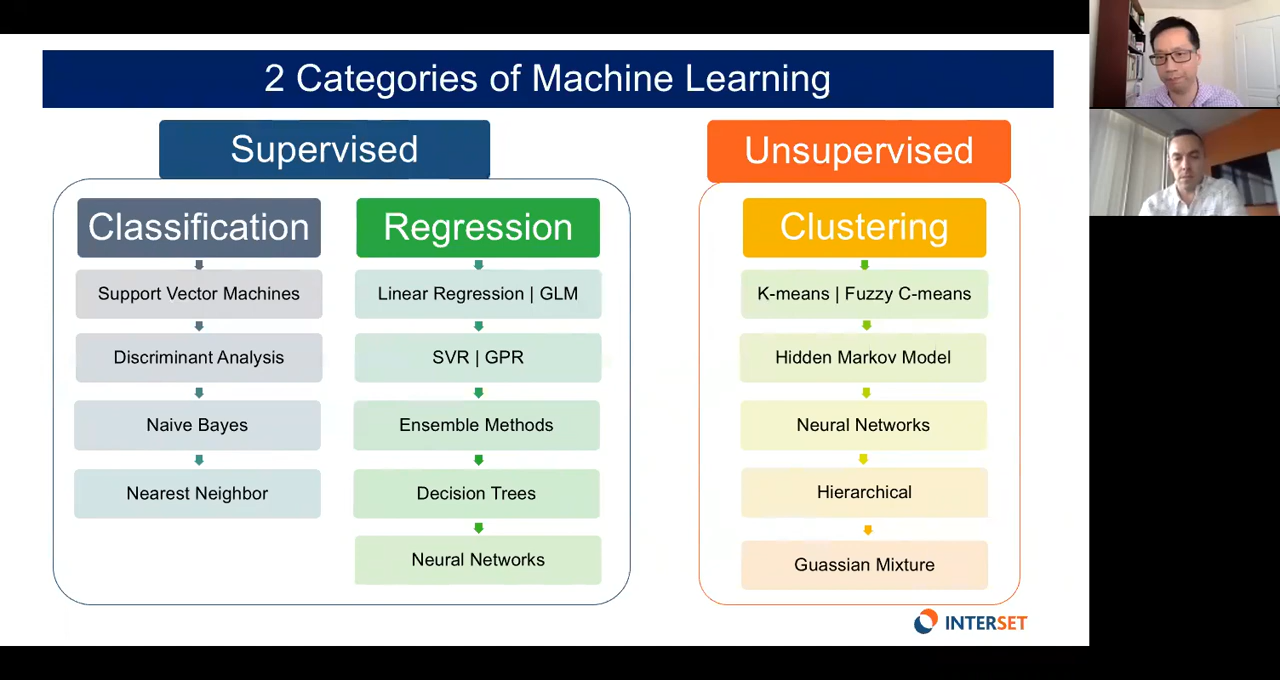 2 Categories of Machine Learning
Supervised
Classification
Support Vector Machines
Discriminant Analysis
Naive Bayes
Nearest Neighbor
Regression
Linear Regression | GLM
SVR | GPR
Ensemble Methods
Decision Trees
Neural Networks
Unsupervised
Clustering
K-means | Fuzzy C-means
Hidden Markov Model
Neural Networks
Hierarchical
Guassian Mixture
INTERSET